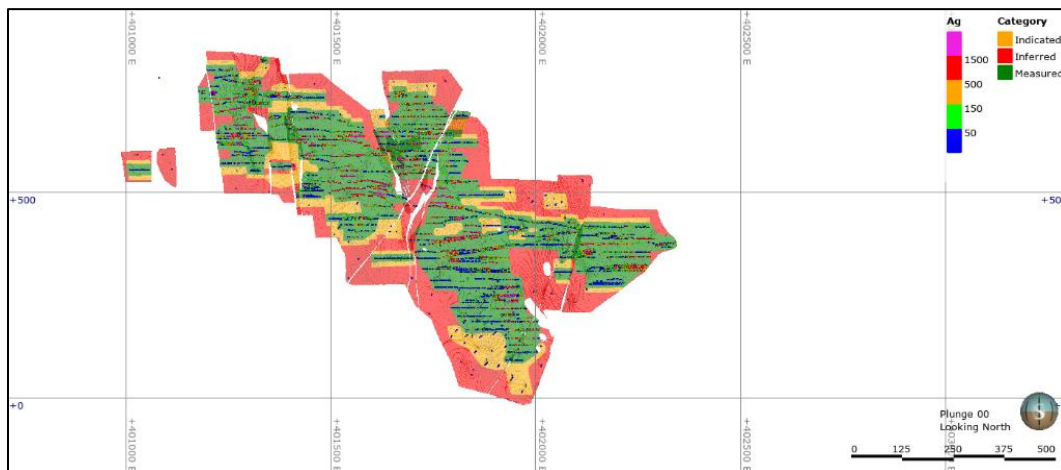 Ag
Category
1500
500
150
50
Indicated
Inferred
Measured
+401000 E
+401500 E
+402000 E
+402500 E
+500
+50
+0
+401000 E
+401500 E
+402000 E
+402500 E
Plunge 00
Looking North
S
0 125 250 375 500